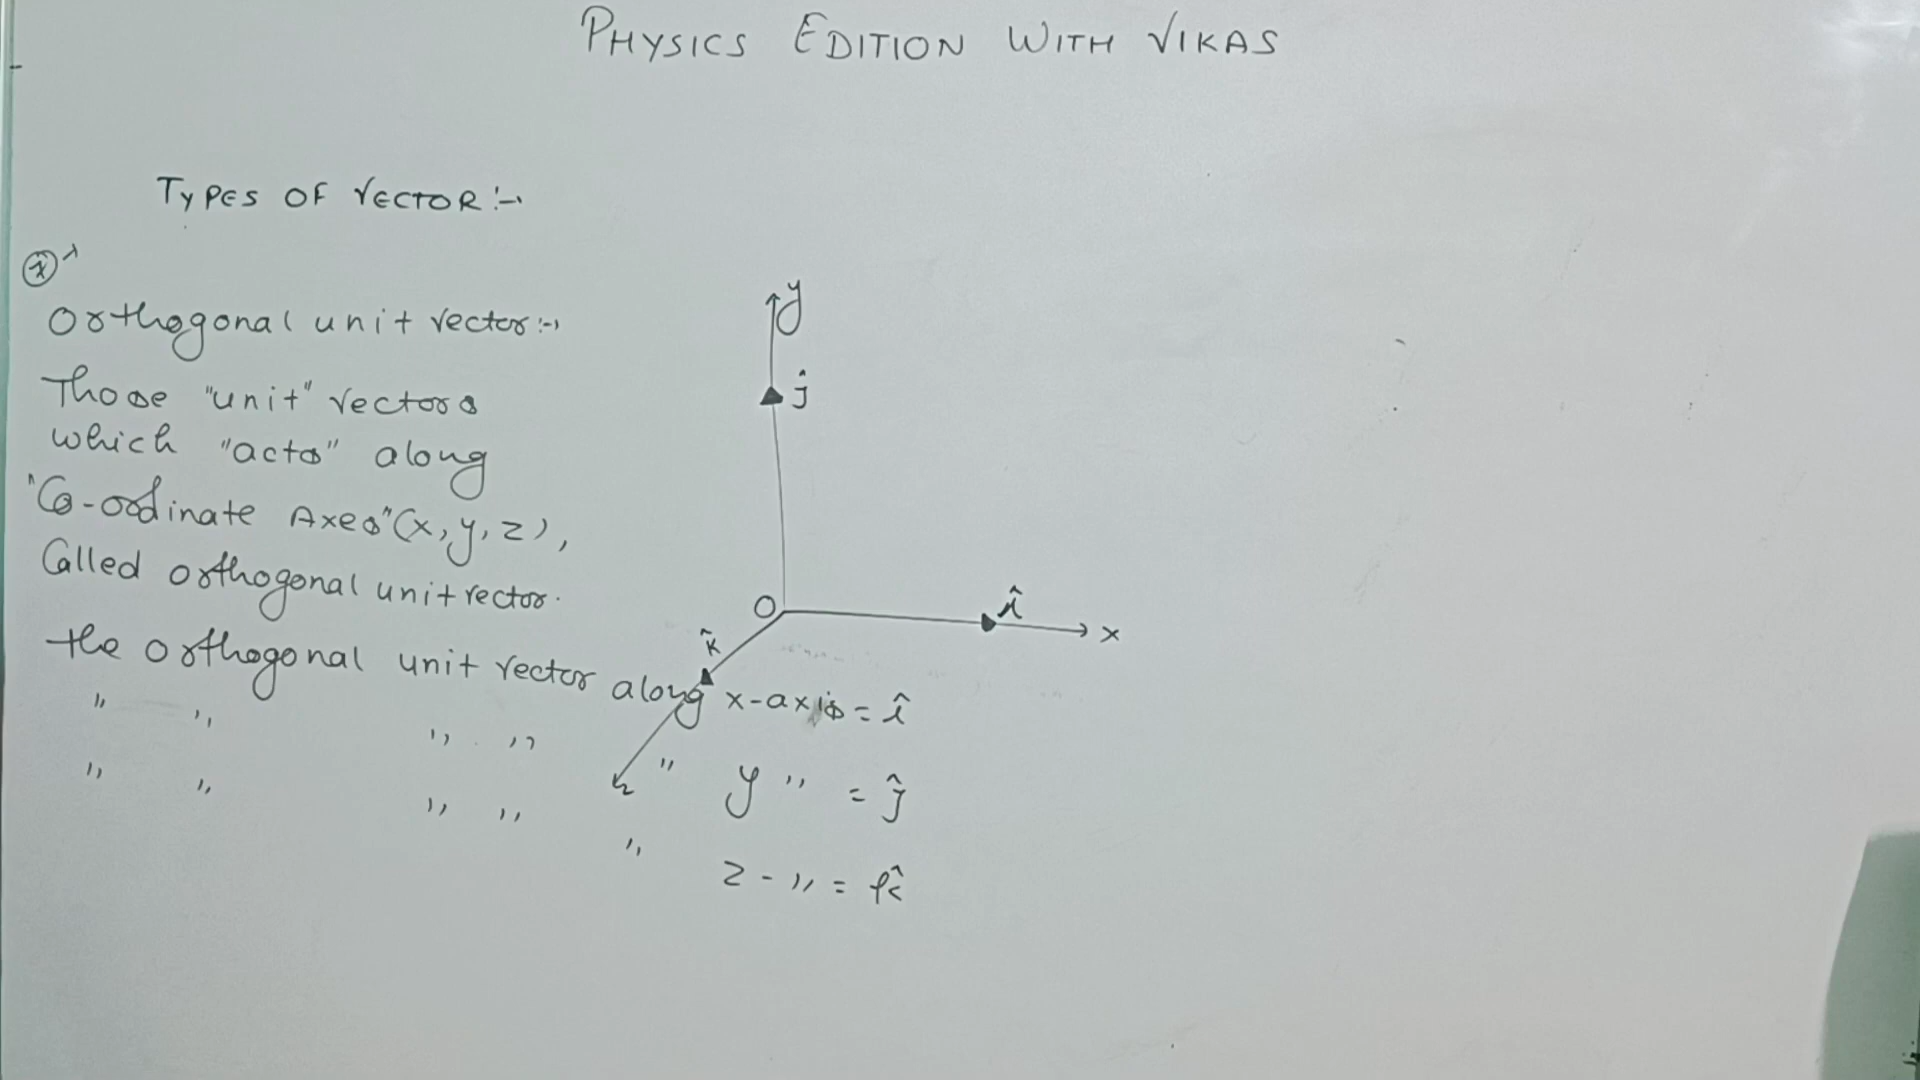 PHYSICS EDITION WITH VIKAS
TYPES OF VECTOR :-
Orthogonal unit vector :-
Those "unit" vectors
which "acts" along
"Co-ordinate Axes" (x, y, z),
Called orthogonal unit vector.
the orthogonal unit vector along x-axis = î
" " " " " y " = ĵ
" " " " " z - " = k̂
y
ĵ
O
î
x
k̂